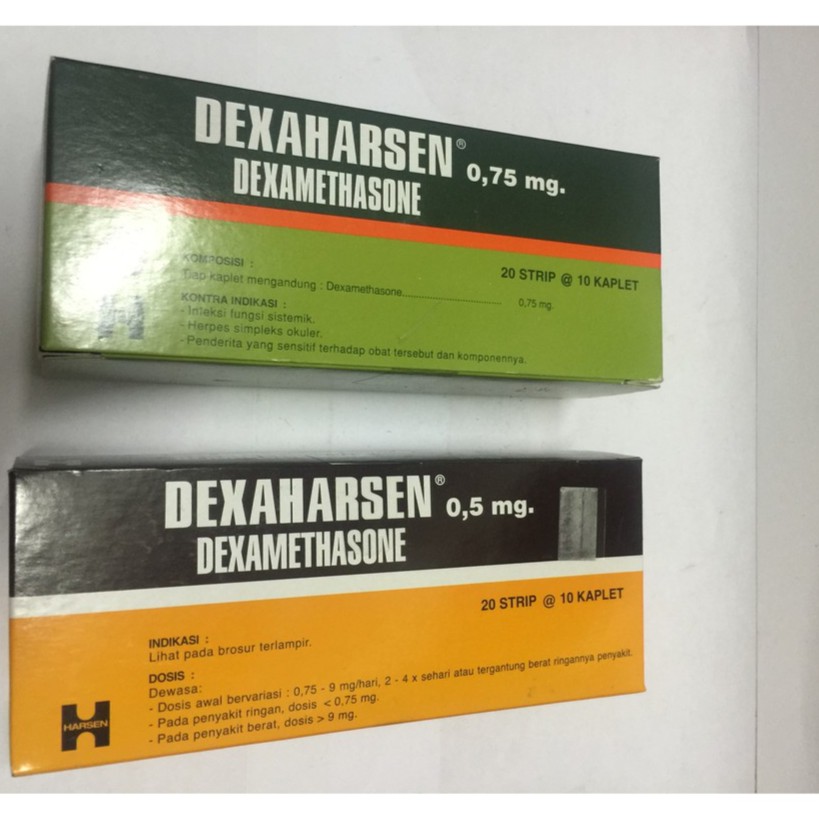 DEXAHARSEN® 0,75 mg.
DEXAMETHASONE
20 STRIP @ 10 KAPLET
KOMPOSISI :
Tiap kaplet mengandung : Dexamethasone 0,75 mg.
KONTRA INDIKASI :
- Infeksi fungsi sistemik.
- Herpes simpleks okuler.
- Penderita yang sensitif terhadap obat tersebut dan komponennya.
DEXAHARSEN® 0,5 mg.
DEXAMETHASONE
20 STRIP @ 10 KAPLET
INDIKASI :
Lihat pada brosur terlampir.
DOSIS :
Dewasa:
- Dosis awal bervariasi : 0,75 - 9 mg/hari, 2 - 4 x sehari atau tergantung berat ringannya penyakit.
- Pada penyakit ringan, dosis < 0,75 mg.
- Pada penyakit berat, dosis > 9 mg.
HARSEN